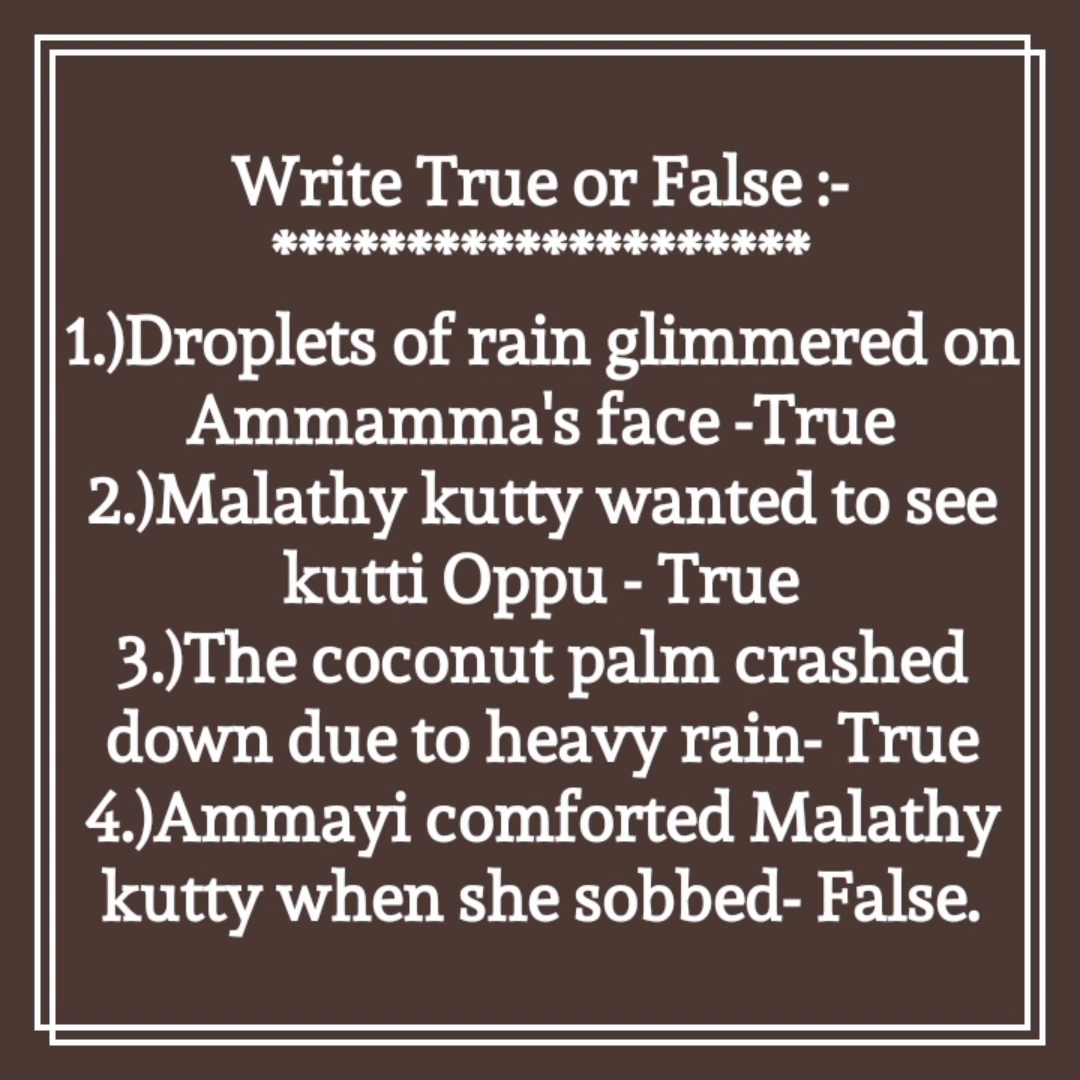 Write True or False :-
********************
1.)Droplets of rain glimmered on
Ammamma's face -True
2.)Malathy kutty wanted to see
kutti Oppu - True
3.)The coconut palm crashed
down due to heavy rain- True
4.)Ammayi comforted Malathy
kutty when she sobbed- False.